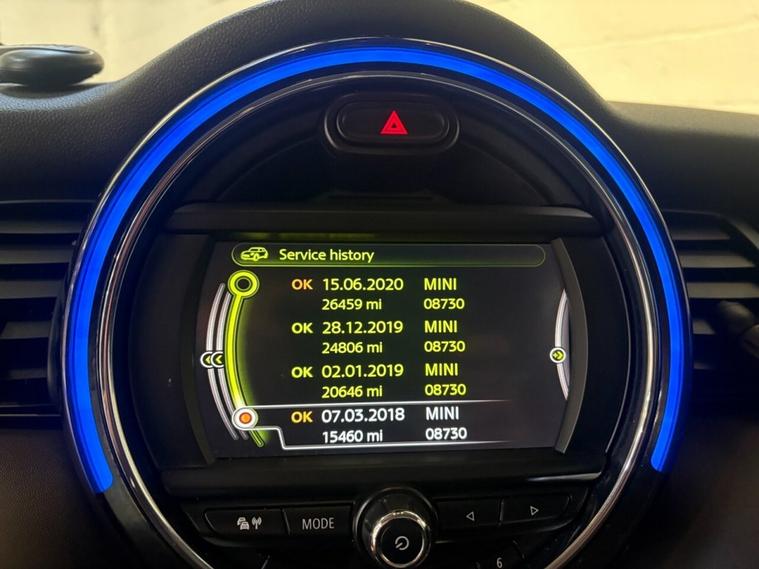 Service history
OK 15.06.2020 MINI
26459 mi 08730
OK 28.12.2019 MINI
24806 mi 08730
OK 02.01.2019 MINI
20646 mi 08730
OK 07.03.2018 MINI
15460 mi 08730
MODE
6